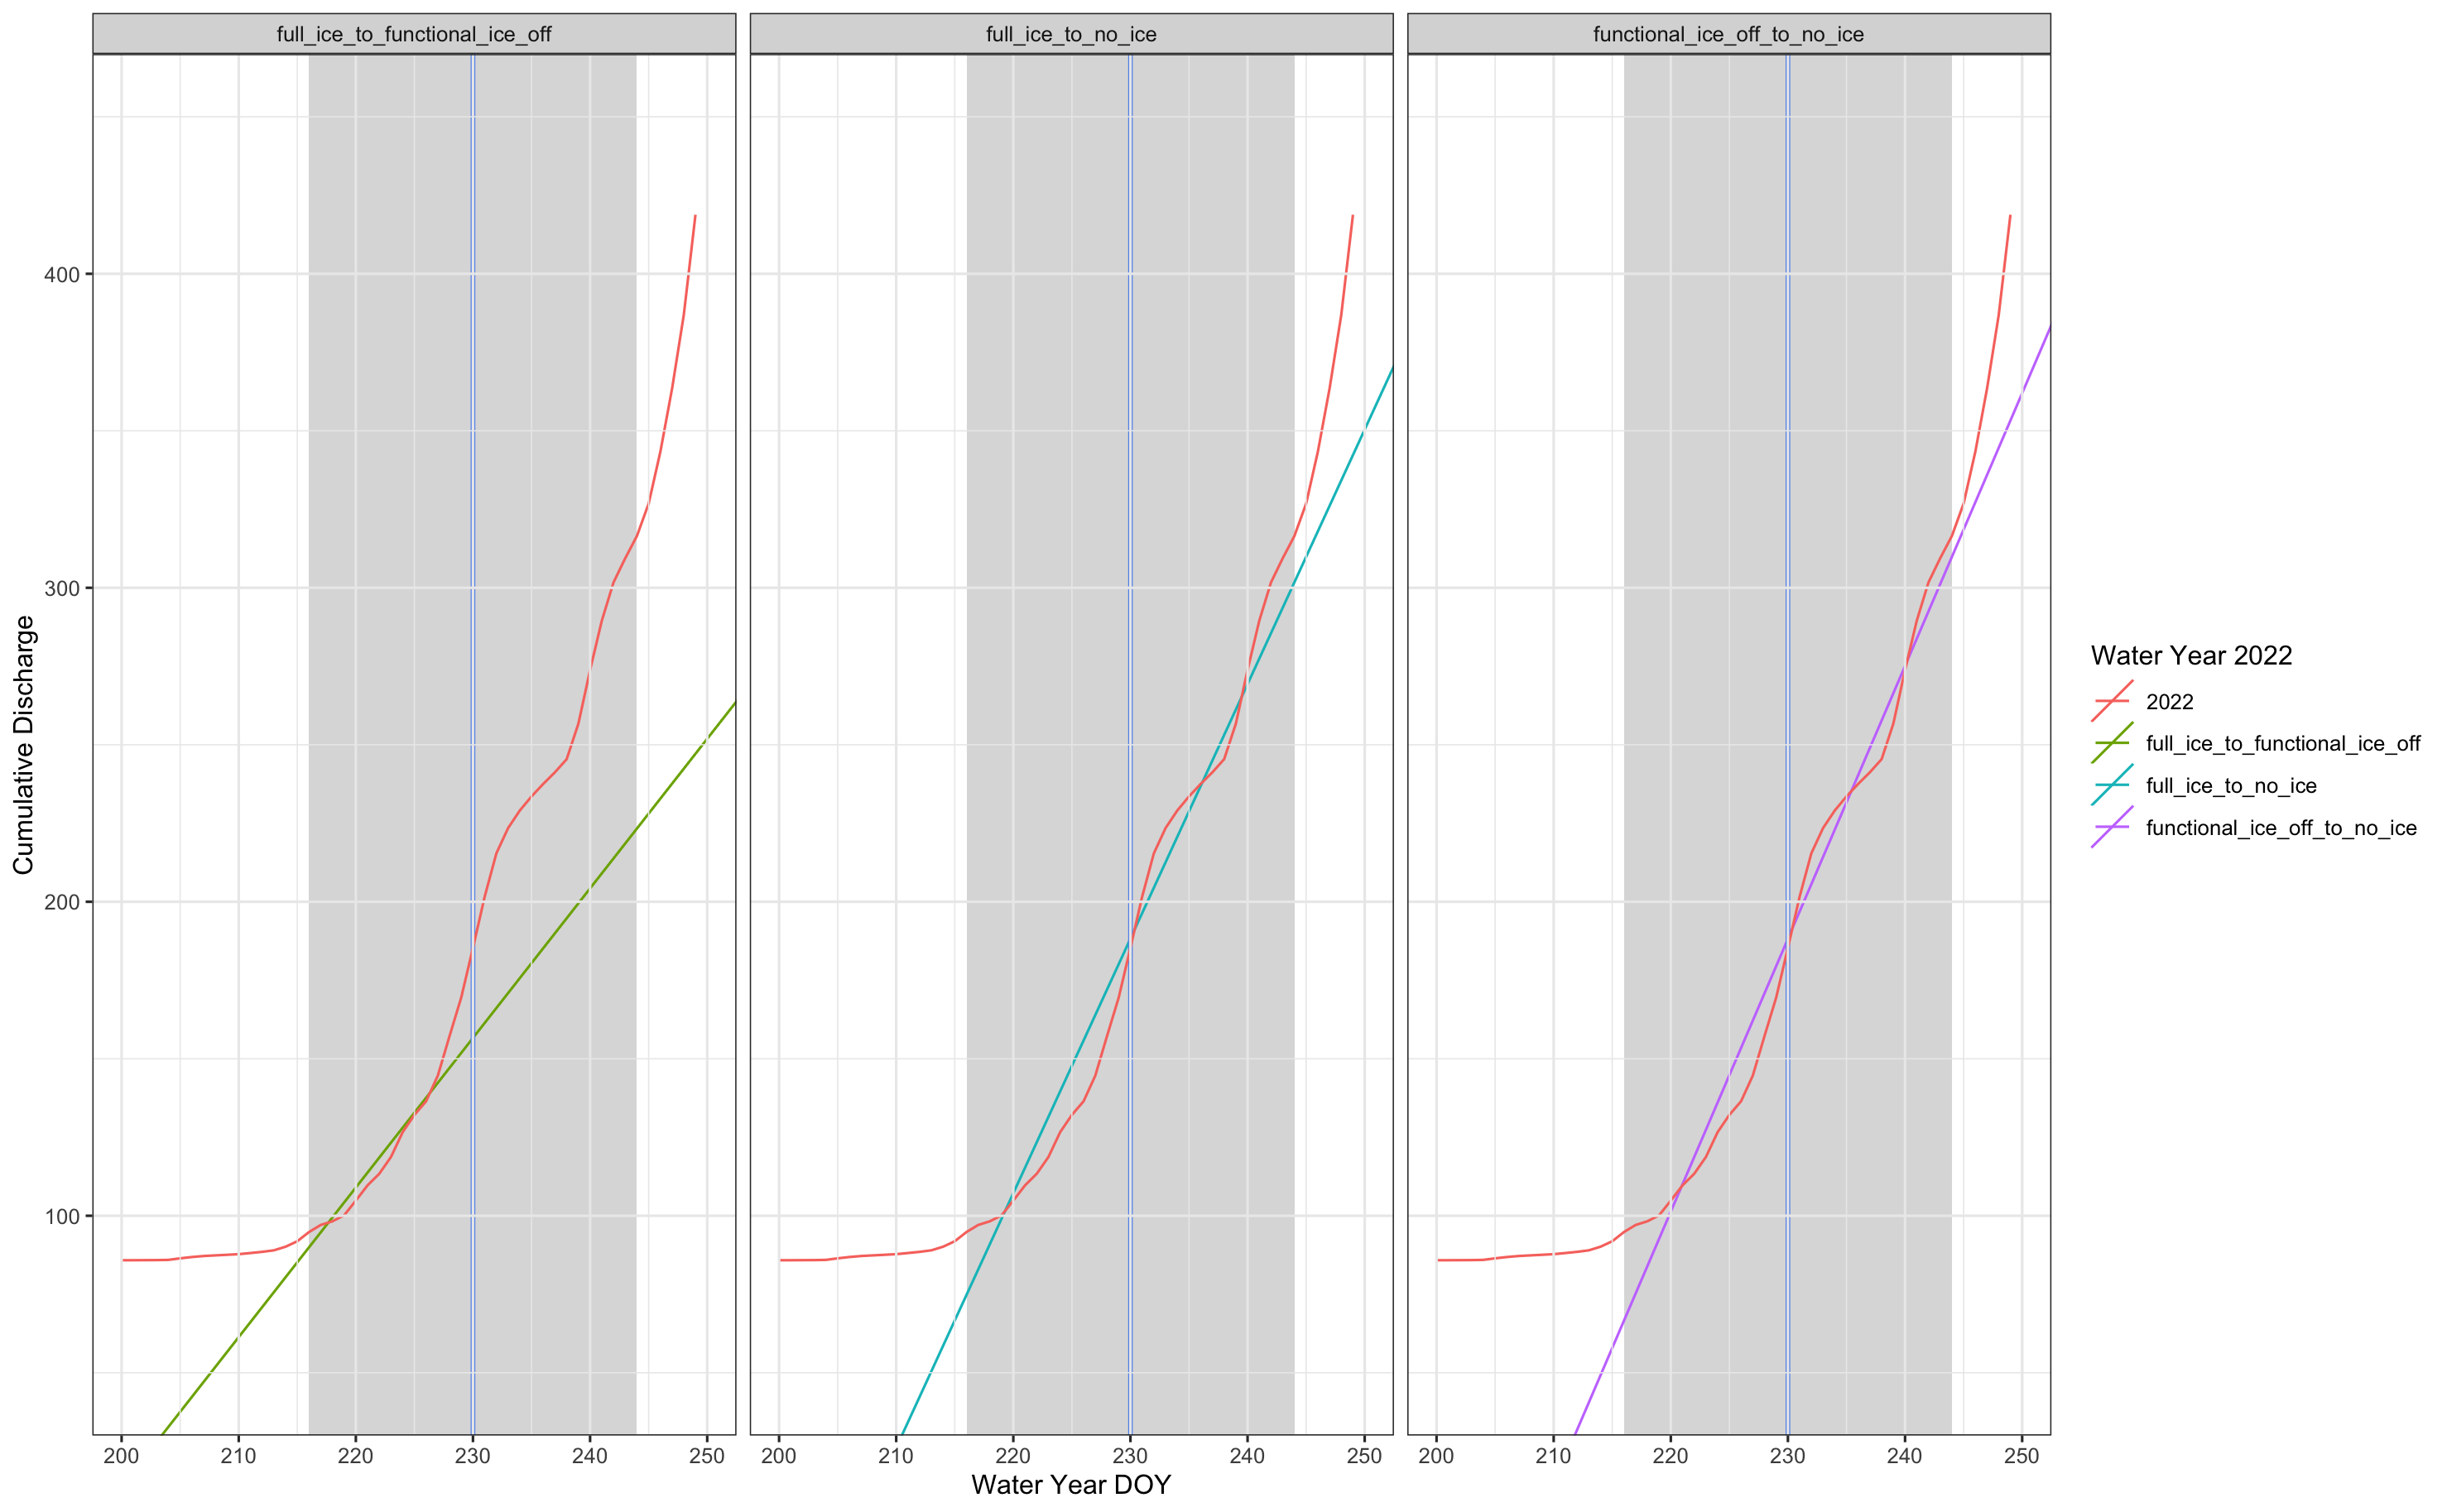 full_ice_to_functional_ice_off
full_ice_to_no_ice
functional_ice_off_to_no_ice
Cumulative Discharge
400
300
200
100
200 210 220 230 240 250
200 210 220 230 240 250
200 210 220 230 240 250
Water Year DOY
Water Year 2022
2022
full_ice_to_functional_ice_off
full_ice_to_no_ice
functional_ice_off_to_no_ice